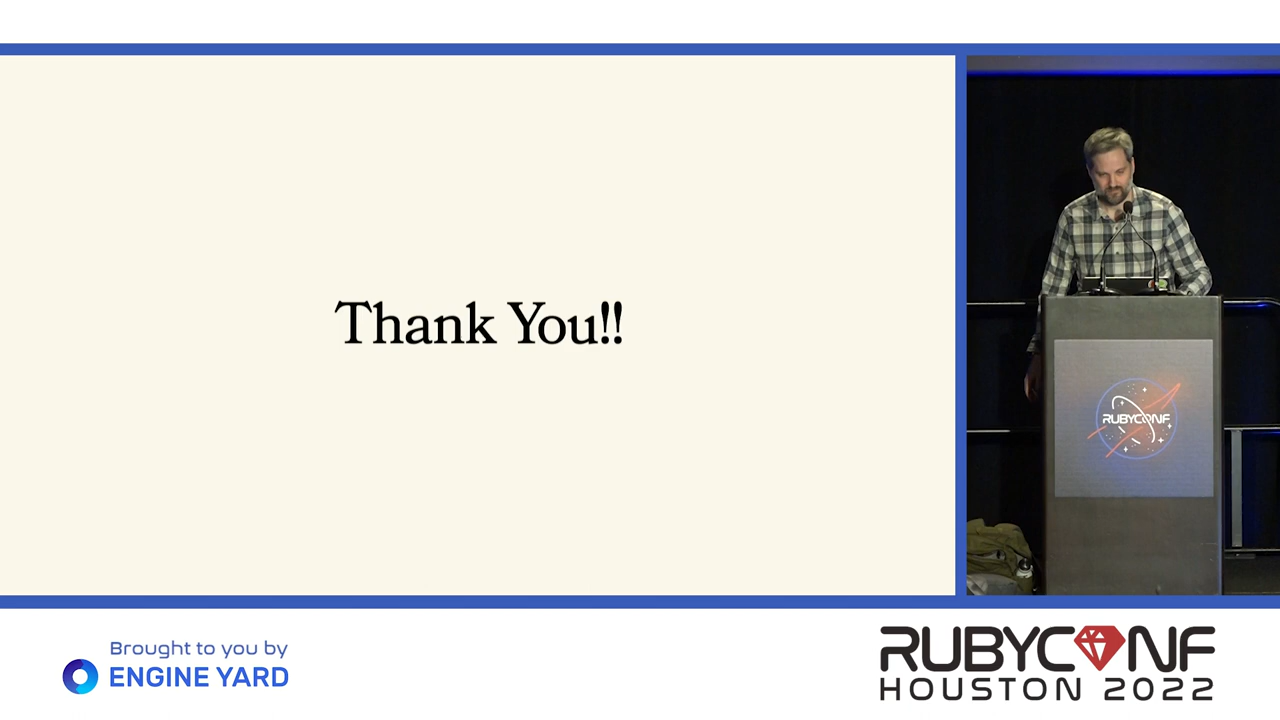 Thank You!!
RUBYCONF
Brought to you by
ENGINE YARD
RUBYCONF
HOUSTON 2022